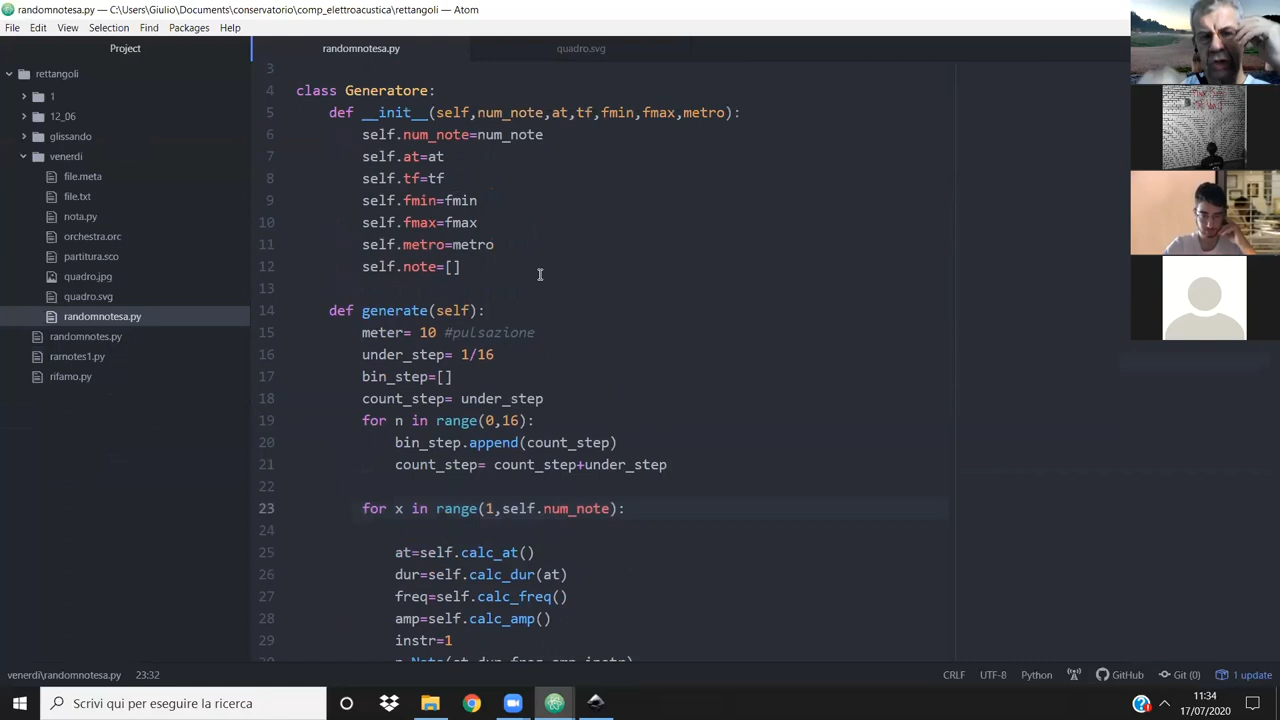 randomnotesa.py — C:\Users\Giulio\Documents\conservatorio\comp_elettroacustica\rettangoli — Atom
File Edit View Selection Find Packages Help
Project
rettangoli
1
12_06
glissando
venerdi
file.meta
file.txt
nota.py
orchestra.orc
partitura.sco
quadro.jpg
quadro.svg
randomnotesa.py
randomnotes.py
rarnotes1.py
rifamo.py
randomnotesa.py quadro.svg
3
4 class Generatore:
5 def __init__(self,num_note,at,tf,fmin,fmax,metro):
6 self.num_note=num_note
7 self.at=at
8 self.tf=tf
9 self.fmin=fmin
10 self.fmax=fmax
11 self.metro=metro
12 self.note=[]
13
14 def generate(self):
15 meter= 10 #pulsazione
16 under_step= 1/16
17 bin_step=[]
18 count_step= under_step
19 for n in range(0,16):
20 bin_step.append(count_step)
21 count_step= count_step+under_step
22
23 for x in range(1,self.num_note):
24
25 at=self.calc_at()
26 dur=self.calc_dur(at)
27 freq=self.calc_freq()
28 amp=self.calc_amp()
29 instr=1
venerdi\randomnotesa.py 23:32 CRLF UTF-8 Python GitHub Git (0) 1 update
Scrivi qui per eseguire la ricerca
11:34
17/07/2020